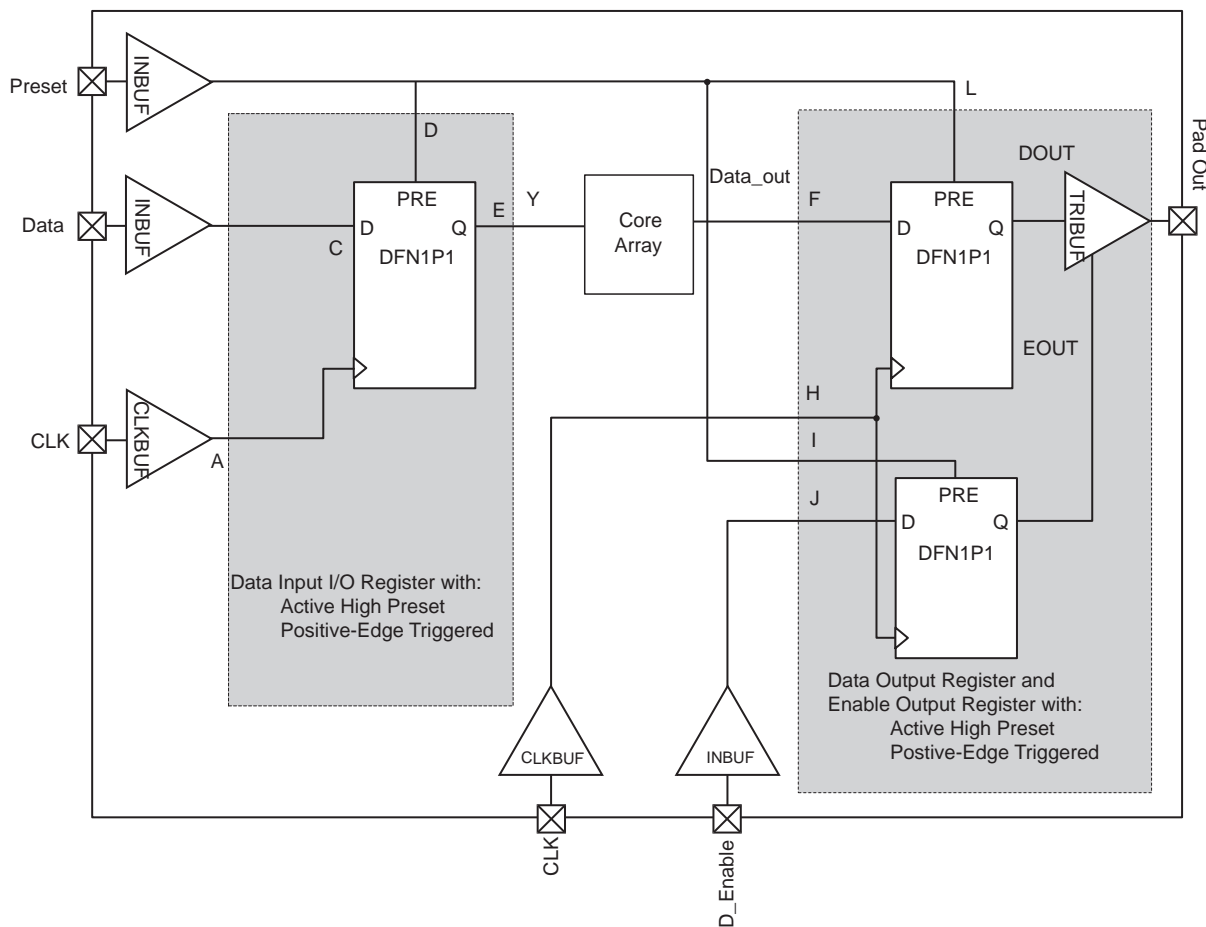 Preset
INBUF
L
D
Pad Out
DOUT
Data
INBUF
PRE
D
Q
DFN1P1
C
E
Y
Core
Array
Data_out
F
PRE
D
Q
DFN1P1
TRIBUF
EOUT
CLK
CLKBUF
A
H
I
J
PRE
D
Q
DFN1P1
Data Input I/O Register with:
Active High Preset
Positive-Edge Triggered
Data Output Register and
Enable Output Register with:
Active High Preset
Postive-Edge Triggered
CLKBUF
INBUF
CLK
D_Enable